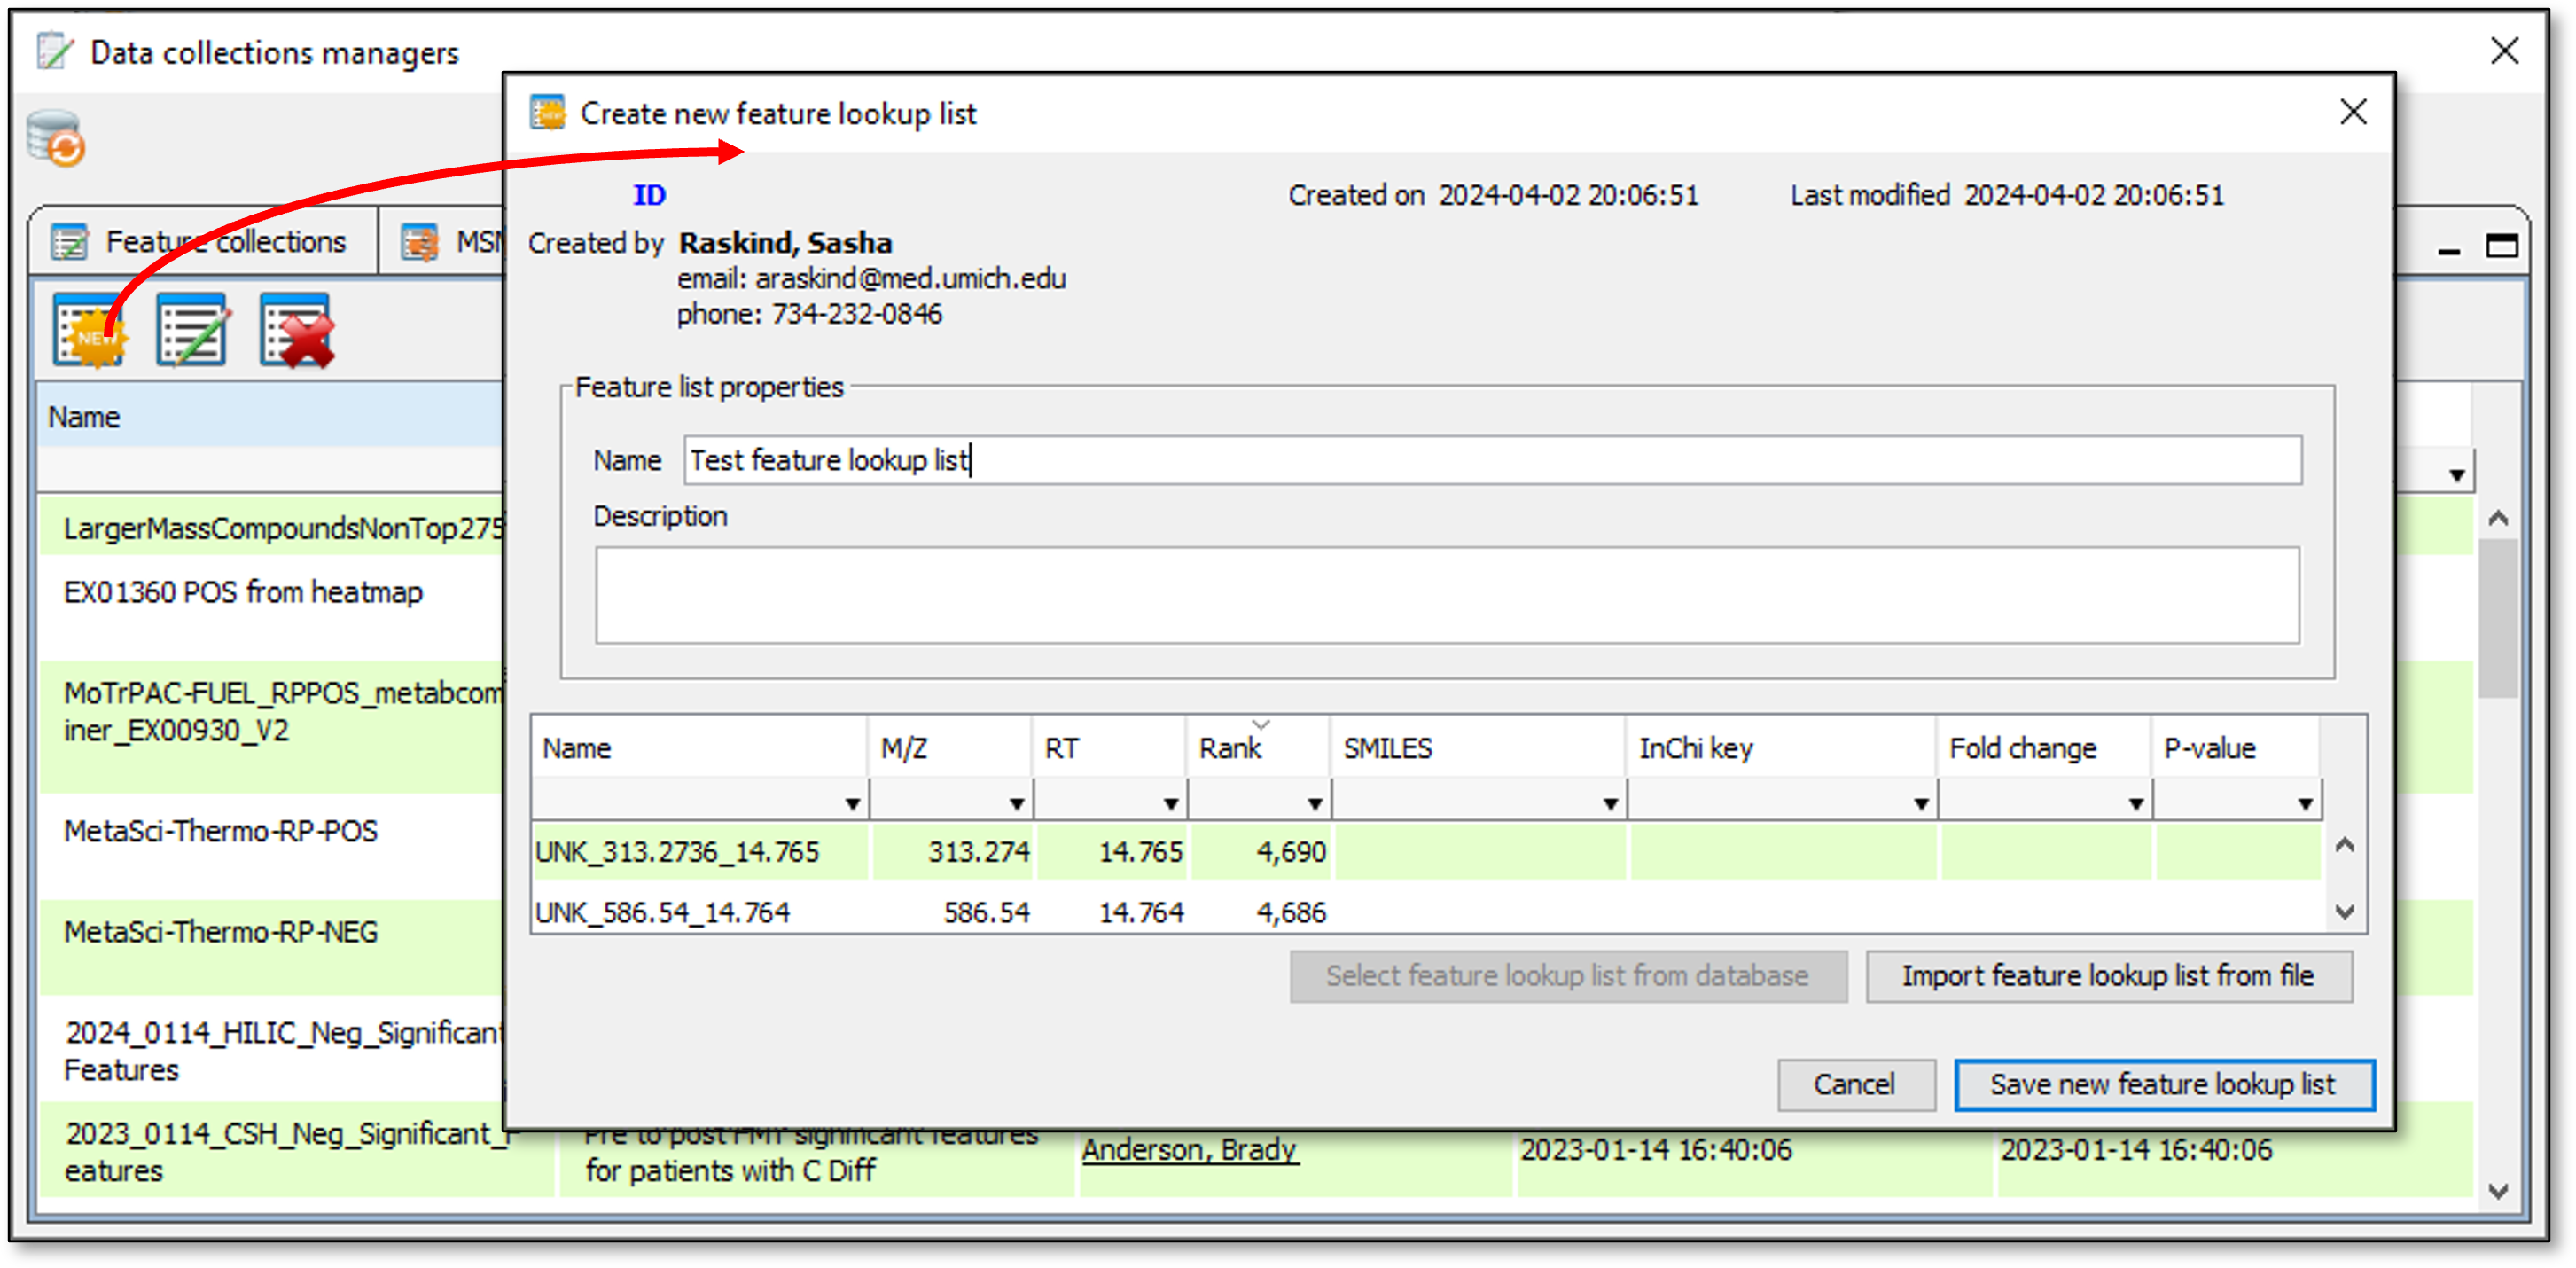 Data collections managers
Create new feature lookup list
ID
Created on 2024-04-02 20:06:51
Last modified 2024-04-02 20:06:51
Created by Raskind, Sasha
email: araskind@med.umich.edu
phone: 734-232-0846
Feature collections
NEW
Feature list properties
Name Test feature lookup list
Description
Name M/Z RT Rank SMILES InChi key Fold change P-value
UNK_313.2736_14.765 313.274 14.765 4,690
UNK_586.54_14.764 586.54 14.764 4,686
Select feature lookup list from database
Import feature lookup list from file
Cancel
Save new feature lookup list
Name
LargerMassCompoundsNonTop275
EX01360 POS from heatmap
MoTrPAC-FUEL_RPPOS_metabcom
iner_EX00930_V2
MetaSci-Thermo-RP-POS
MetaSci-Thermo-RP-NEG
2024_0114_HILIC_Neg_Significant
Features
2023_0114_CSH_Neg_Significant_F
eatures
Pre to post FMT significant features
for patients with C Diff
Anderson, Brady
2023-01-14 16:40:06
2023-01-14 16:40:06